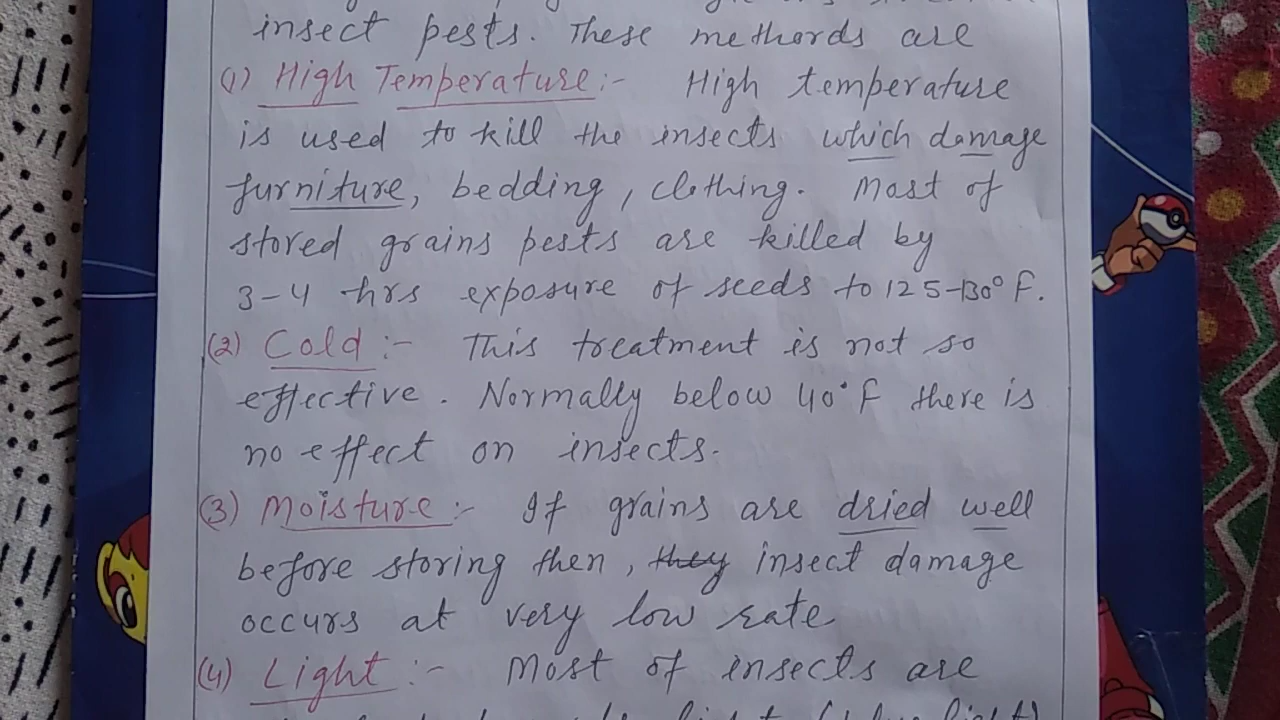 insect pests. These methords are
(1) High Temperature :- High temperature
is used to kill the insects which damage
furniture, bedding, clothing. Most of
stored grains pests are killed by
3-4 hrs exposure of seeds to 125-130° F.
(2) Cold :- This treatment is not so
effective. Normally below 40° F there is
no effect on insects.
(3) Moisture :- If grains are dried well
before storing then, they insect damage
occurs at very low rate
(4) Light :- Most of insects are